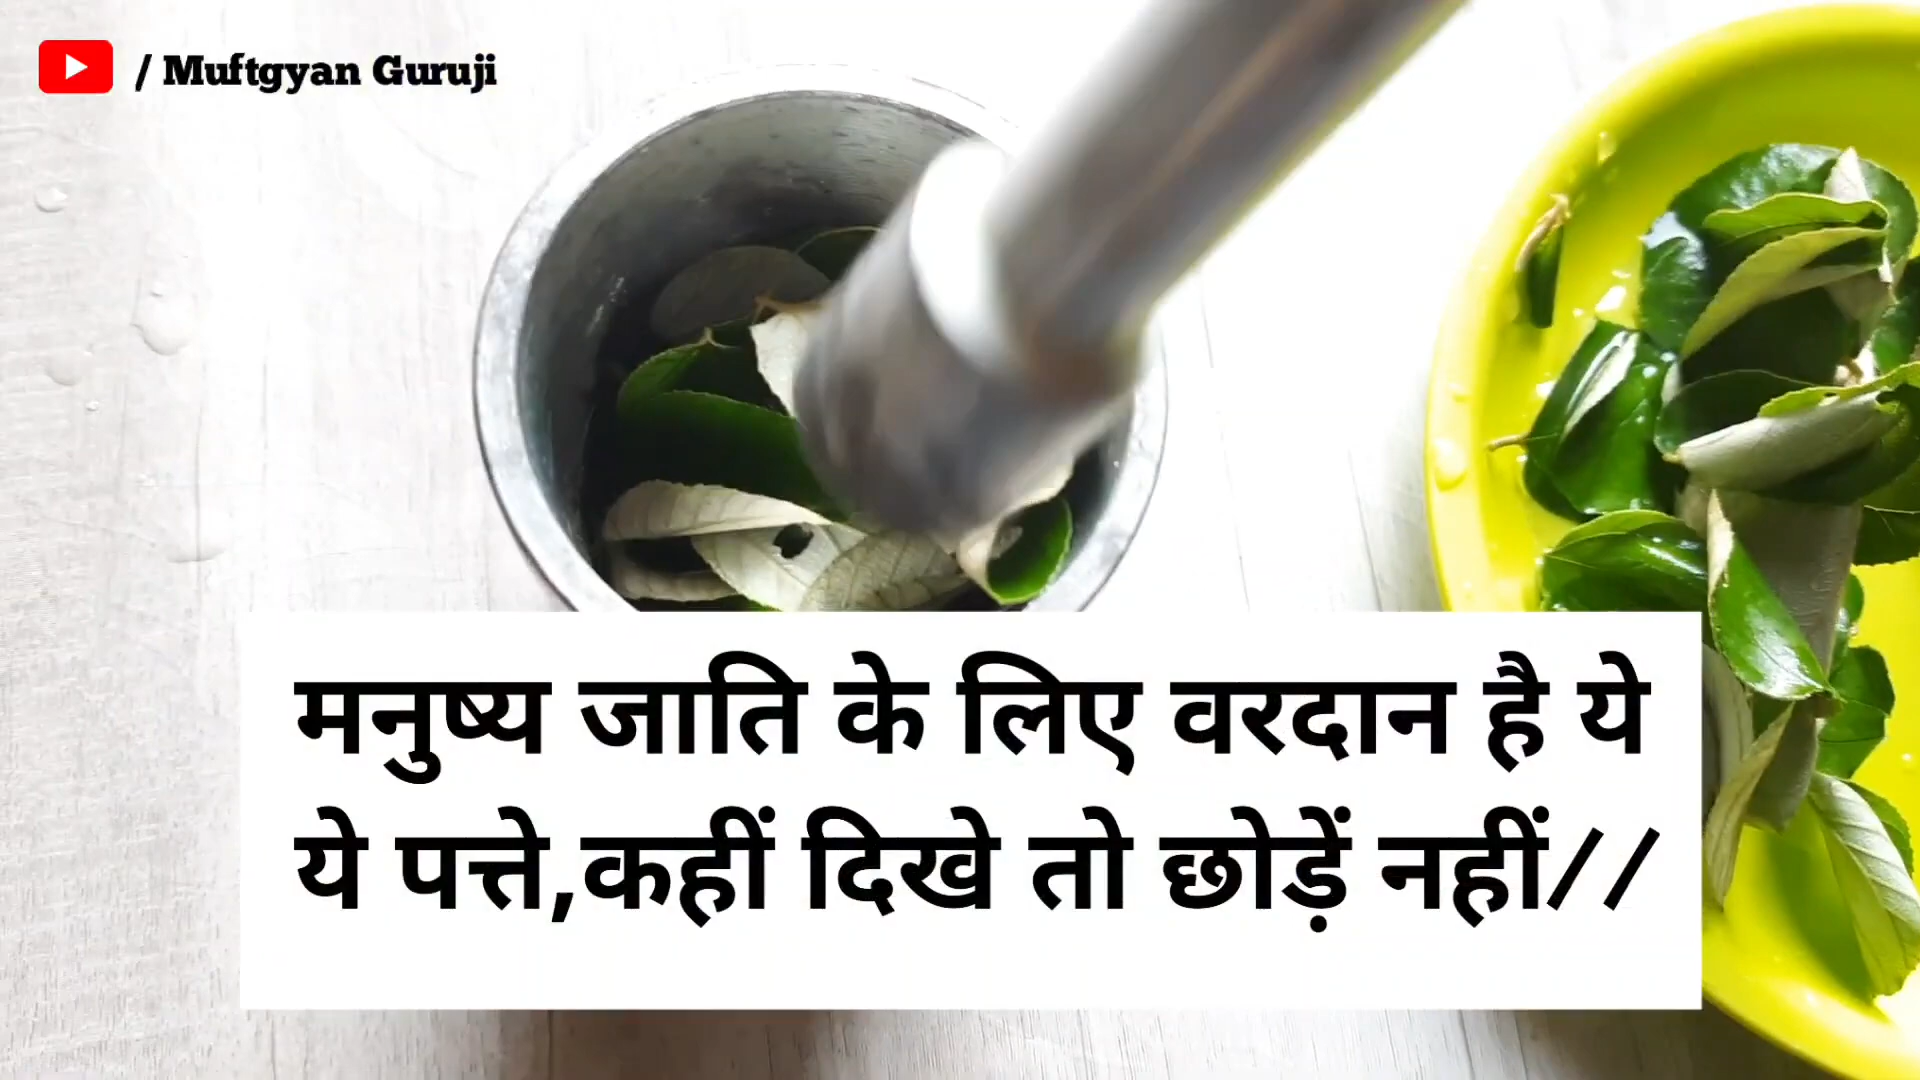 / Muftgyan Guruji
मनुष्य जाति के लिए वरदान है ये
ये पत्ते,कहीं दिखे तो छोड़ें नहीं//